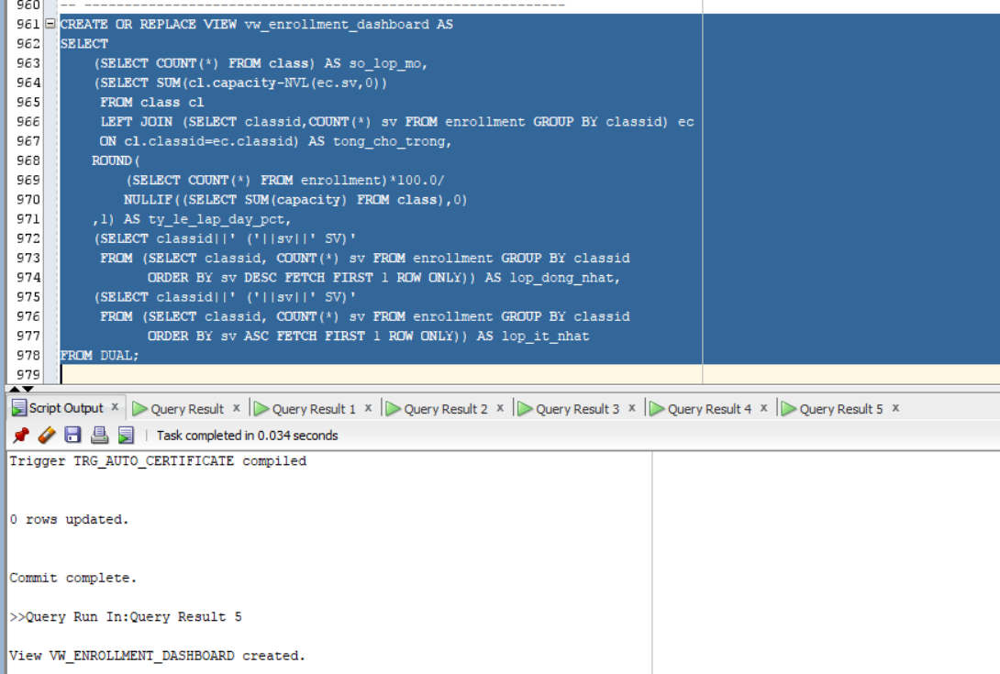 960 -- ------------------------------------------------------------
961 CREATE OR REPLACE VIEW vw_enrollment_dashboard AS
962 SELECT
963 (SELECT COUNT(*) FROM class) AS so_lop_mo,
964 (SELECT SUM(cl.capacity-NVL(ec.sv,0))
965 FROM class cl
966 LEFT JOIN (SELECT classid,COUNT(*) sv FROM enrollment GROUP BY classid) ec
967 ON cl.classid=ec.classid) AS tong_cho_trong,
968 ROUND(
969 (SELECT COUNT(*) FROM enrollment)*100.0/
970 NULLIF((SELECT SUM(capacity) FROM class),0)
971 ,1) AS ty_le_lap_day_pct,
972 (SELECT classid||' ('||sv||' SV)'
973 FROM (SELECT classid, COUNT(*) sv FROM enrollment GROUP BY classid
974 ORDER BY sv DESC FETCH FIRST 1 ROW ONLY)) AS lop_dong_nhat,
975 (SELECT classid||' ('||sv||' SV)'
976 FROM (SELECT classid, COUNT(*) sv FROM enrollment GROUP BY classid
977 ORDER BY sv ASC FETCH FIRST 1 ROW ONLY)) AS lop_it_nhat
978 FROM DUAL;
979
Script Output x Query Result x Query Result 1 x Query Result 2 x Query Result 3 x Query Result 4 x Query Result 5 x
Task completed in 0.034 seconds
Trigger TRG_AUTO_CERTIFICATE compiled
0 rows updated.
Commit complete.
>>Query Run In:Query Result 5
View VW_ENROLLMENT_DASHBOARD created.